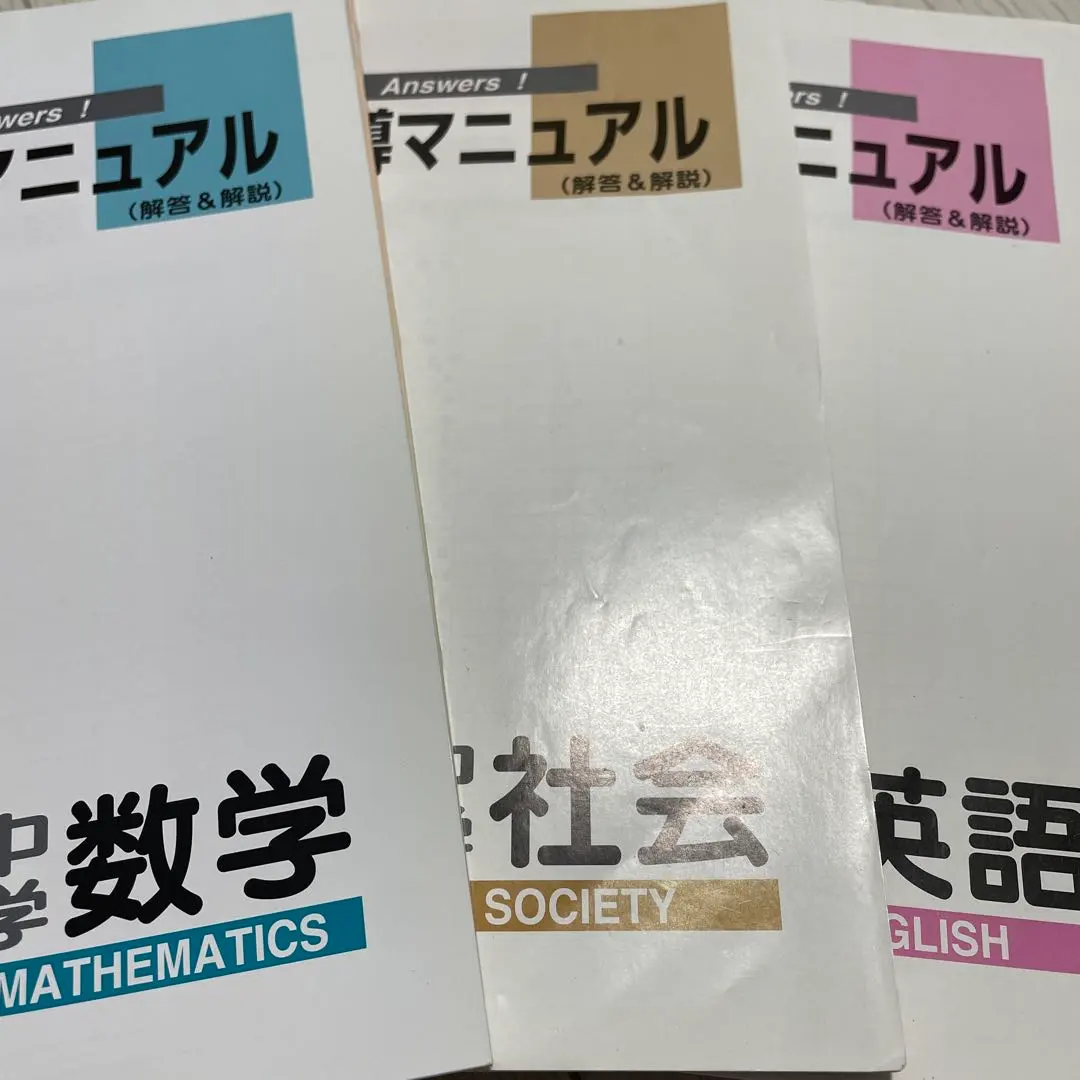 wers !
マニュアル
(解答&解説)
中学 数学
MATHEMATICS
Answers !
導マニュアル
(解答&解説)
社会
SOCIETY
rs !
ニュアル
(解答&解説)
英語
GLISH